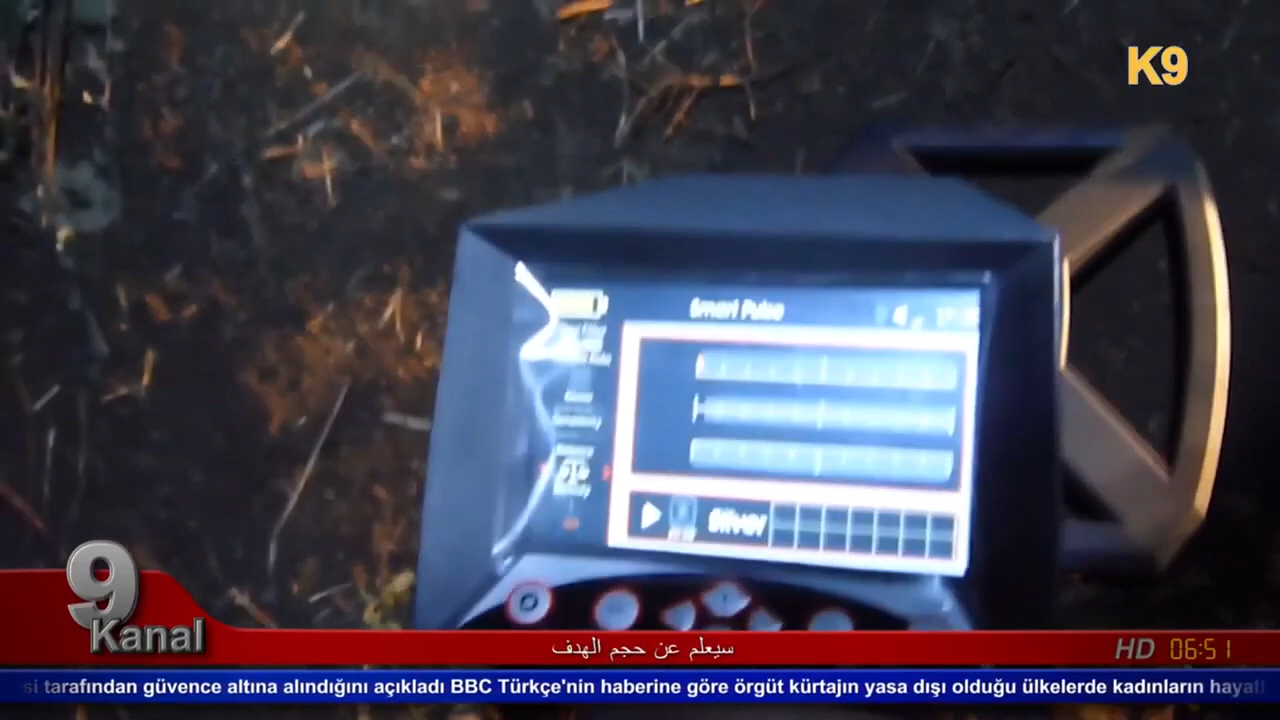 K9
Smart Pulse
Silver
9
Kanal
سيعلم عن حجم الهدف
HD 06:51
si tarafından güvence altına alındığını açıkladı BBC Türkçe'nin haberine göre örgüt kürtajın yasa dışı olduğu ülkelerde kadınların hayat